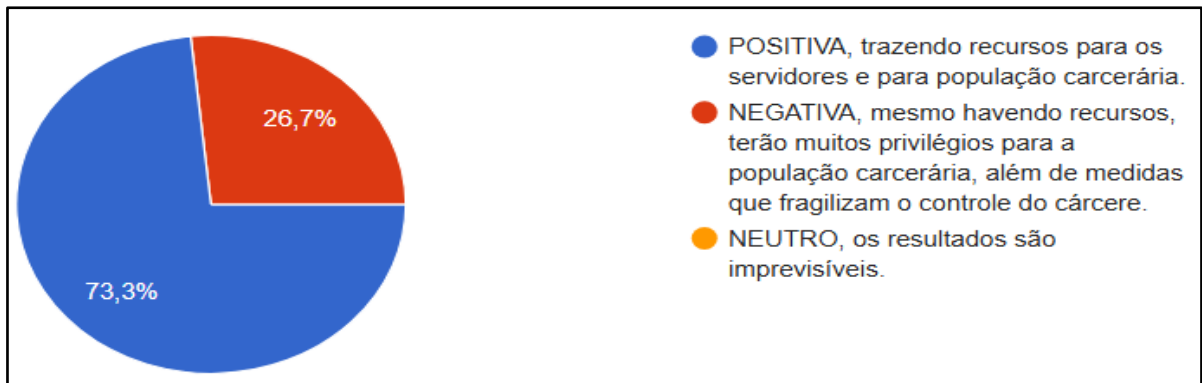 26,7%
73,3%
POSITIVA, trazendo recursos para os
servidores e para população carcerária.
NEGATIVA, mesmo havendo recursos,
terão muitos privilégios para a
população carcerária, além de medidas
que fragilizam o controle do cárcere.
NEUTRO, os resultados são
imprevisíveis.